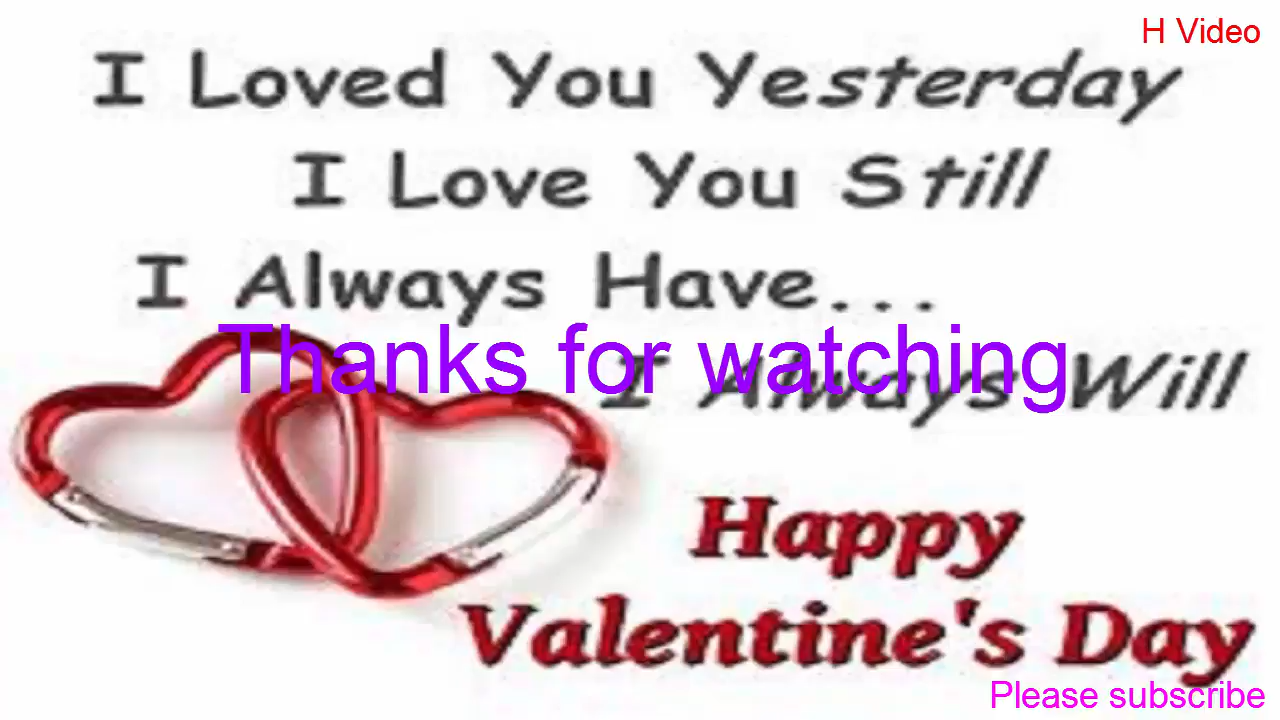 H Video
I Loved You Yesterday
I Love You Still
I Always Have...
Thanks for watching
I Always Will
Happy
Valentine's Day
Please subscribe